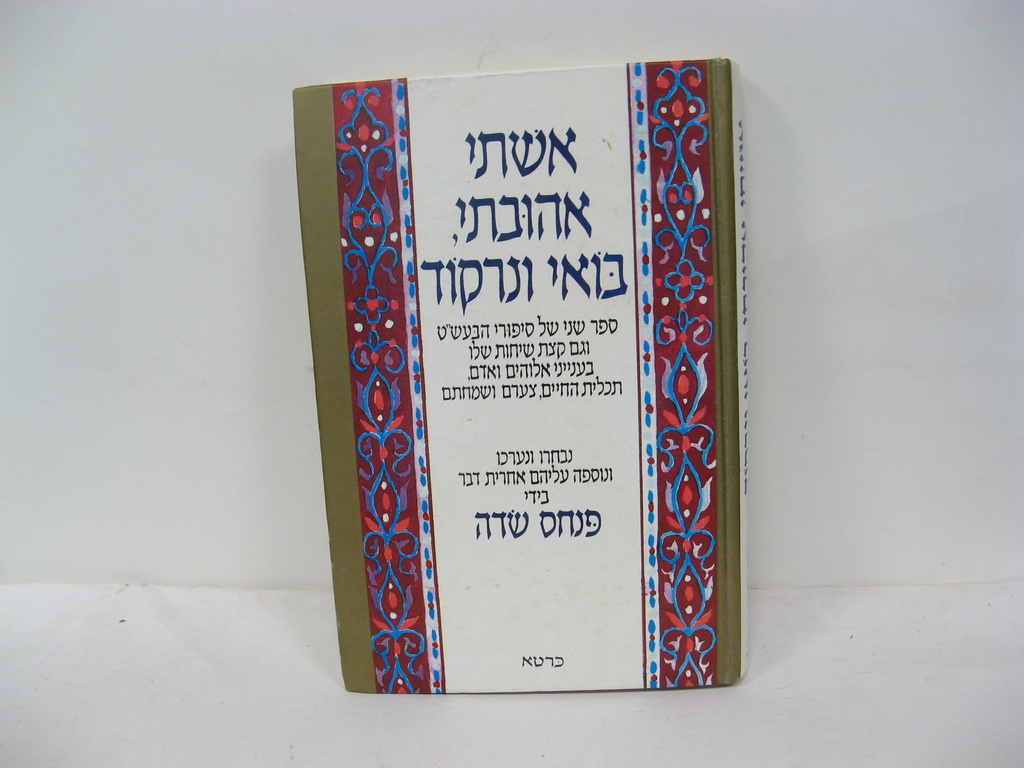 אשתי
אהובתי,
בואי ונרקוד
ספר שני של סיפורי הבעש"ט
וגם קצת שיחות שלו
בענייני אלוהים ואדם,
תכלית החיים, צערם ושמחתם
נבחרו ונערכו
ונוספה עליהם אחרית דבר
בידי
פנחס שדה
כרטא